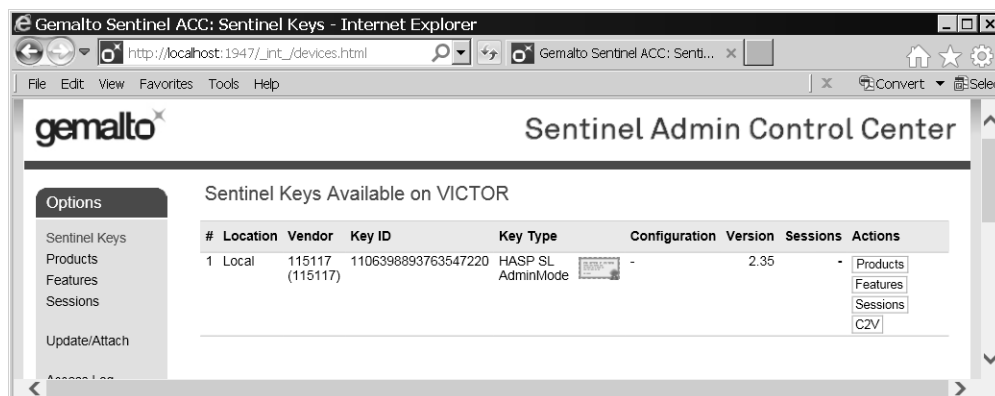 Gemalto Sentinel ACC: Sentinel Keys - Internet Explorer
http://localhost:1947/_int_/devices.html
Gemalto Sentinel ACC: Senti...
File Edit View Favorites Tools Help
Convert
gemalto
Sentinel Admin Control Center
Options
Sentinel Keys Available on VICTOR
Sentinel Keys
Products
Features
Sessions
Update/Attach
# Location Vendor Key ID Key Type Configuration Version Sessions Actions
1 Local 115117 1106398893763547220 HASP SL - 2.35 - Products
(115117) AdminMode
Features
Sessions
C2V